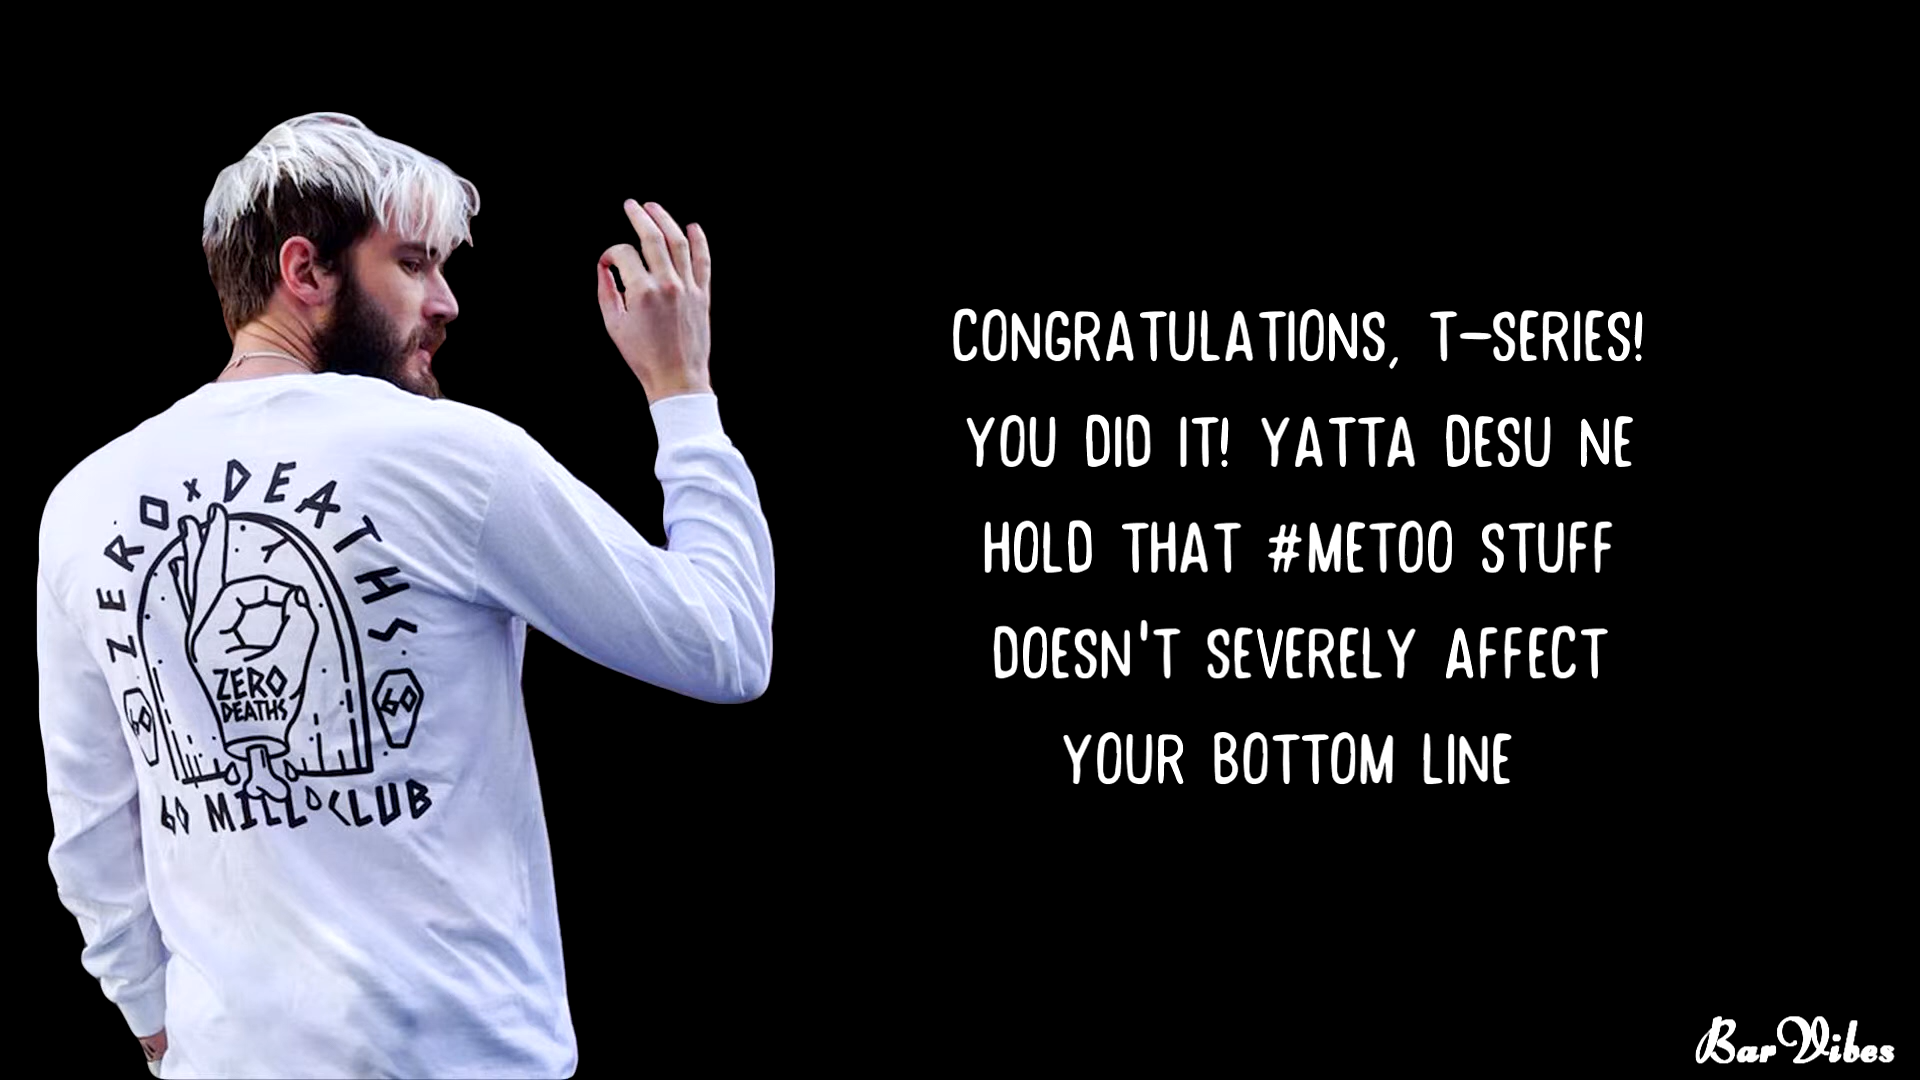 ZERO x DEATHS
ZERO
DEATHS
60
60
60 MILL CLUB
CONGRATULATIONS, T-SERIES!
YOU DID IT! YATTA DESU NE
HOLD THAT #METOO STUFF
DOESN'T SEVERELY AFFECT
YOUR BOTTOM LINE
BarVibes